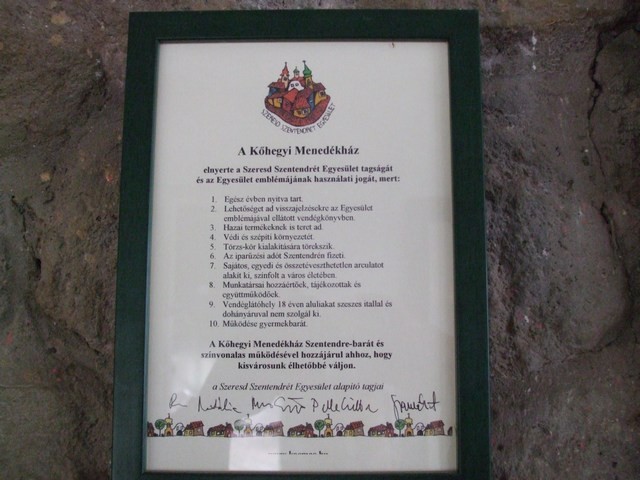 SZERESD SZENTENDRÉT EGYESÜLET
A Kőhegyi Menedékház
elnyerte a Szeresd Szentendrét Egyesület tagságát
és az Egyesület emblémájának használati jogát, mert:
1. Egész évben nyitva tart.
2. Lehetőséget ad visszajelzésekre az Egyesület
emblémájával ellátott vendégkönyvben.
3. Hazai termékeknek is teret ad.
4. Védi és szépíti környezetét.
5. Törzs-kör kialakítására törekszik.
6. Az iparűzési adót Szentendrén fizeti.
7. Sajátos, egyedi és összetéveszthetetlen arculatot
alakít ki, színfolt a város életében.
8. Munkatársai hozzáértőek, tájékozottak és
együttműködőek.
9. Vendéglátóhely 18 éven aluliakat szeszes itallal és
dohányáruval nem szolgál ki.
10. Működése gyermekbarát.
A Kőhegyi Menedékház Szentendre-barát és
színvonalas működésével hozzájárul ahhoz, hogy
kisvárosunk élhetőbbé váljon.
a Szeresd Szentendrét Egyesület alapító tagjai